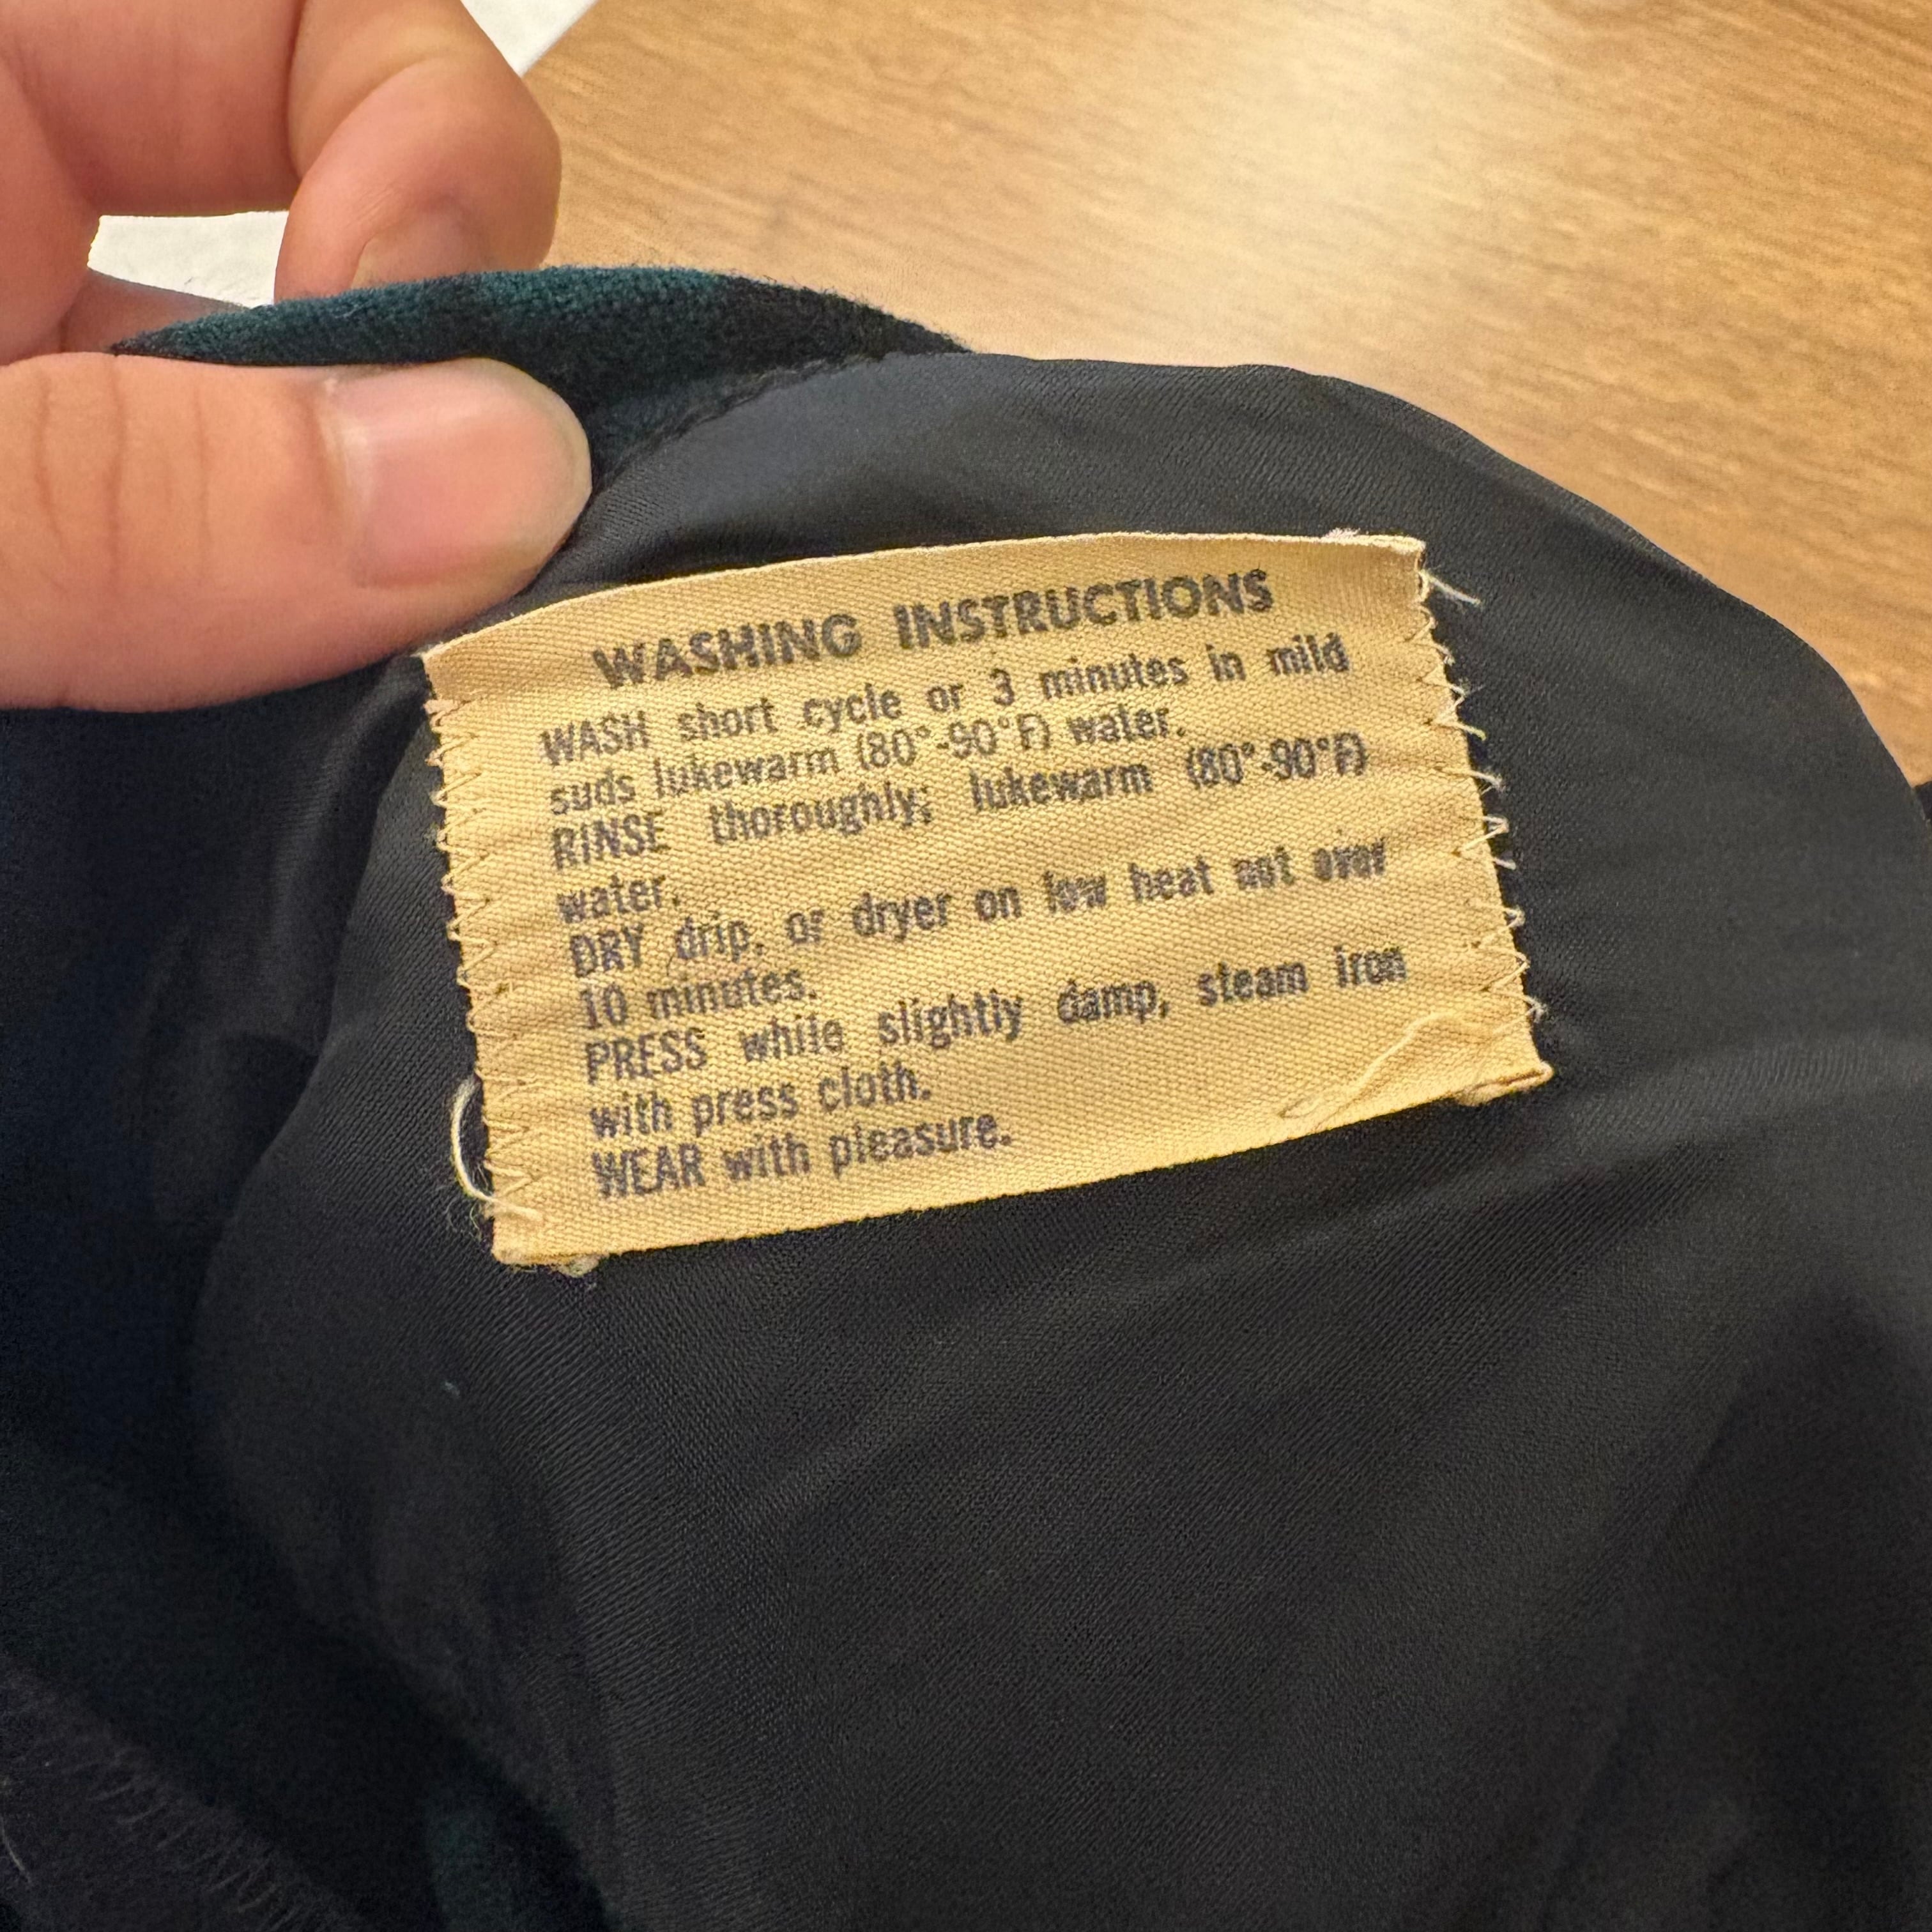 WASHING INSTRUCTIONS
WASH short cycle or 3 minutes in mild
suds lukewarm (80°-90°F) water.
RINSE thoroughly; lukewarm (80°-90°F)
water.
DRY drip, or dryer on low heat not over
10 minutes.
PRESS while slightly damp, steam iron
with press cloth.
WEAR with pleasure.